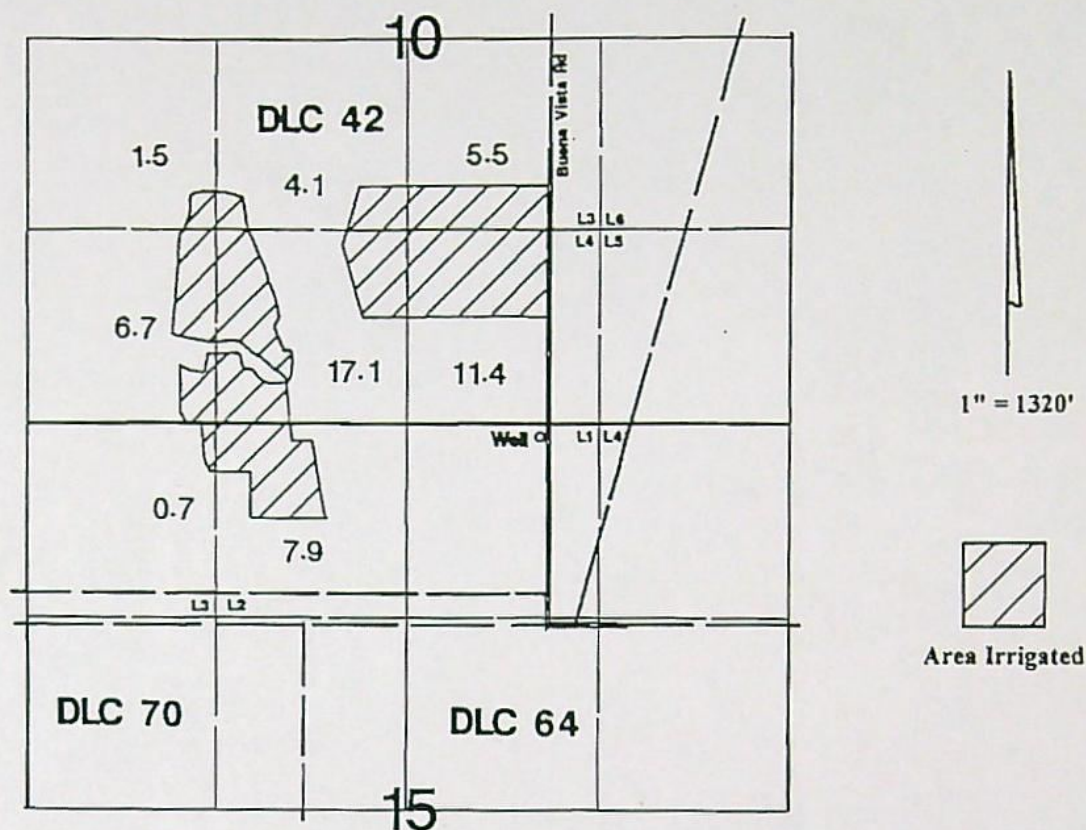 10
Buena Vista Rd
DLC 42
1.5
4.1
5.5
L3 L6
L4 L5
6.7
17.1
11.4
1" = 1320'
Well
L1 L4
0.7
7.9
L3 L2
Area Irrigated
DLC 70
DLC 64
15